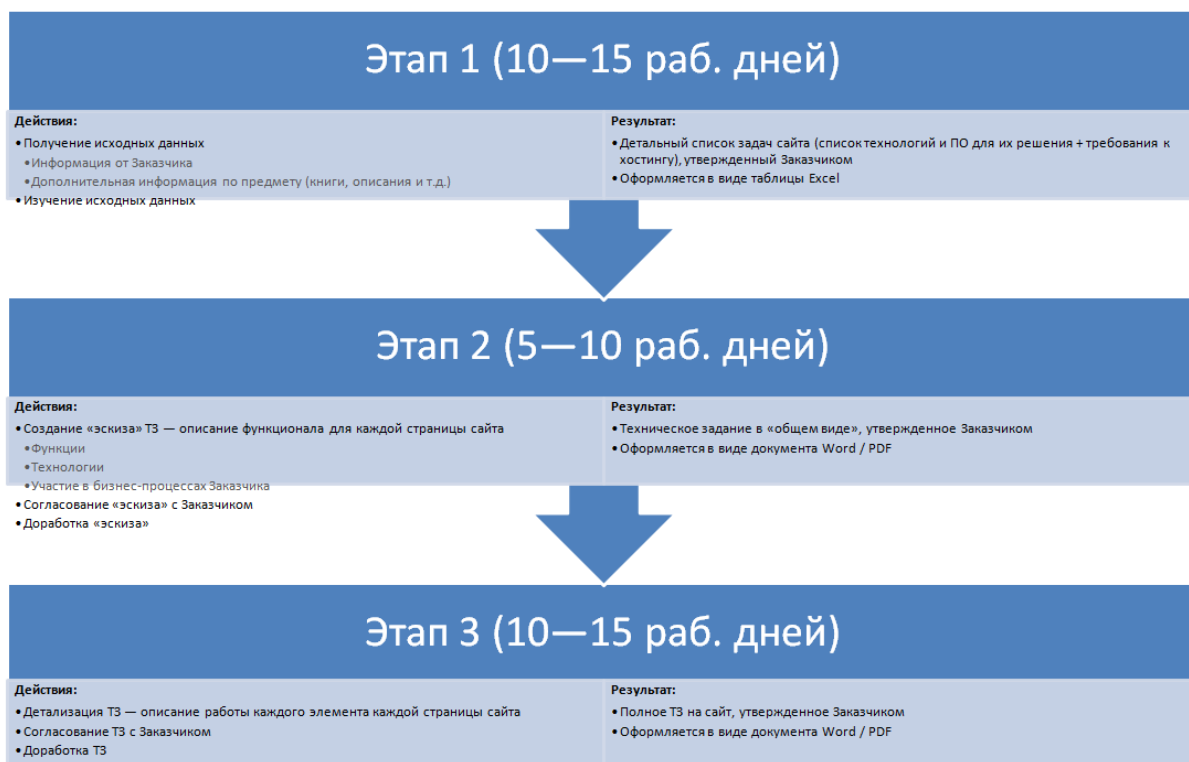 Этап 1 (10—15 раб. дней)
Действия:
•Получение исходных данных
•Информация от Заказчика
•Дополнительная информация по предмету (книги, описания и т.д.)
•Изучение исходных данных
Результат:
•Детальный список задач сайта (список технологий и ПО для их решения + требования к
хостингу), утвержденный Заказчиком
•Оформляется в виде таблицы Excel
Этап 2 (5—10 раб. дней)
Действия:
•Создание «эскиза» ТЗ — описание функционала для каждой страницы сайта
•Функции
•Технологии
•Участие в бизнес-процессах Заказчика
•Согласование «эскиза» с Заказчиком
•Доработка «эскиза»
Результат:
•Техническое задание в «общем виде», утвержденное Заказчиком
•Оформляется в виде документа Word / PDF
Этап 3 (10—15 раб. дней)
Действия:
•Детализация ТЗ — описание работы каждого элемента каждой страницы сайта
•Согласование ТЗ с Заказчиком
•Доработка ТЗ
Результат:
•Полное ТЗ на сайт, утвержденное Заказчиком
•Оформляется в виде документа Word / PDF